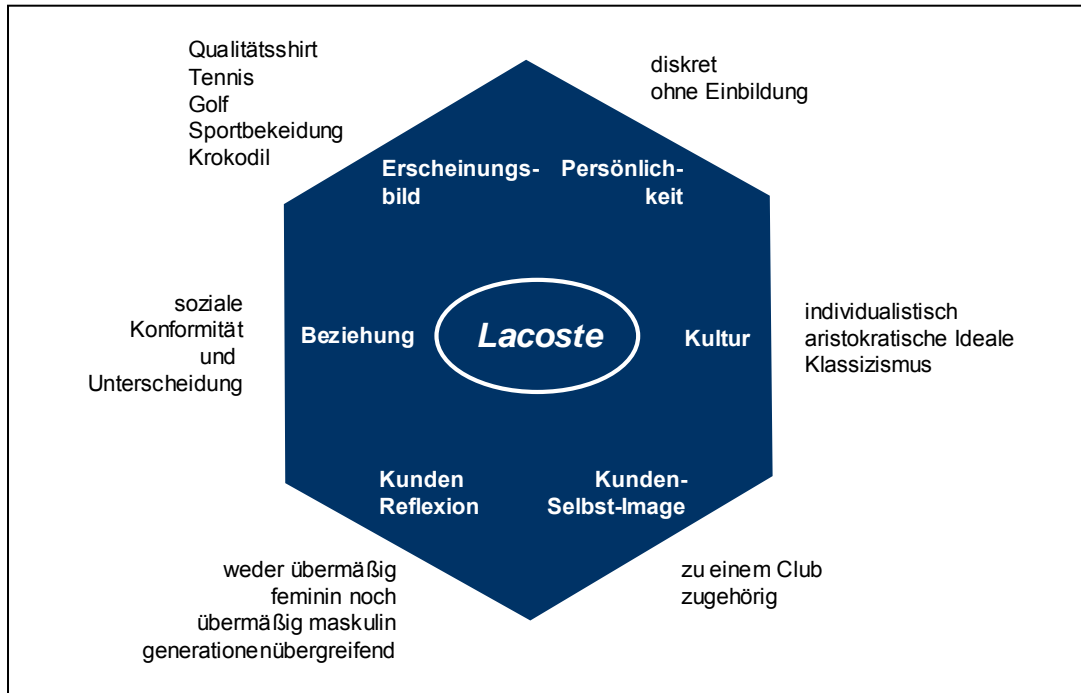 Qualitätsshirt
Tennis
Golf
Sportbekeidung
Krokodil
diskret
ohne Einbildung
Erscheinungs-
bild
Persönlich-
keit
soziale
Konformität
und
Unterscheidung
Beziehung
Lacoste
Kultur
individualistisch
aristokratische Ideale
Klassizismus
Kunden
Reflexion
Kunden-
Selbst-Image
weder übermäßig
feminin noch
übermäßig maskulin
generationenübergreifend
zu einem Club
zugehörig